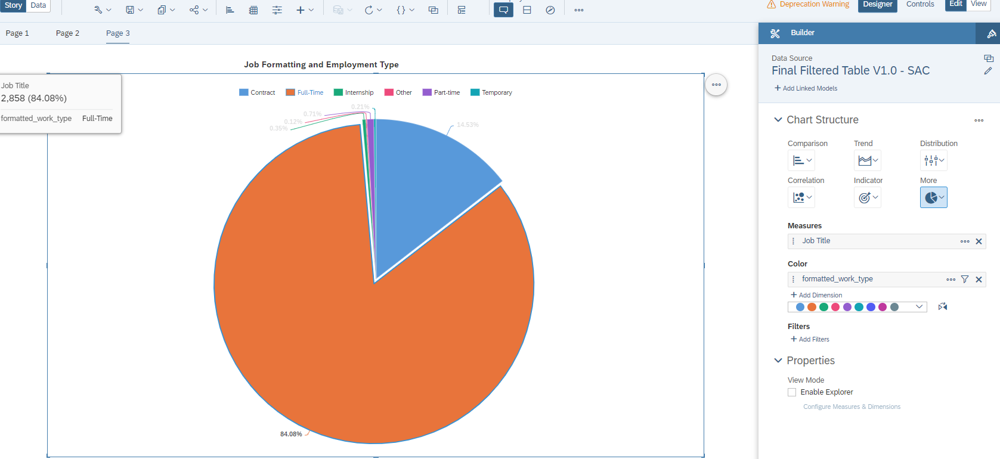 Story
Data
Deprecation Warning
Designer
Controls
Edit
View
Page 1
Page 2
Page 3
Builder
Data Source
Final Filtered Table V1.0 - SAC
+ Add Linked Models
Job Formatting and Employment Type
Job Title
2,858 (84.08%)
formatted_work_type Full-Time
Contract
Full-Time
Internship
Other
Part-time
Temporary
0.21%
0.71%
0.12%
0.35%
14.53%
84.08%
Chart Structure
Comparison
Trend
Distribution
Correlation
Indicator
More
Measures
Job Title
Color
formatted_work_type
+ Add Dimension
Filters
+ Add Filters
Properties
View Mode
Enable Explorer
Configure Measures & Dimensions